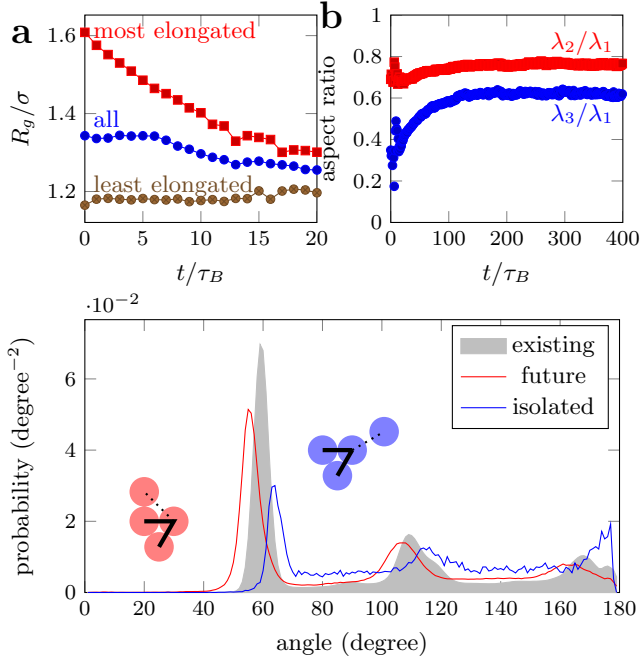 a
R_g/σ
1.6
1.4
1.2
most elongated
all
least elongated
0 5 10 15 20
t/τ_B
b
aspect ratio
1
0.8
0.6
0.4
0.2
0
λ_2/λ_1
λ_3/λ_1
0 100 200 300 400
t/τ_B
·10^−2
probability (degree^−2)
6
4
2
0
existing
future
isolated
0 20 40 60 80 100 120 140 160 180
angle (degree)